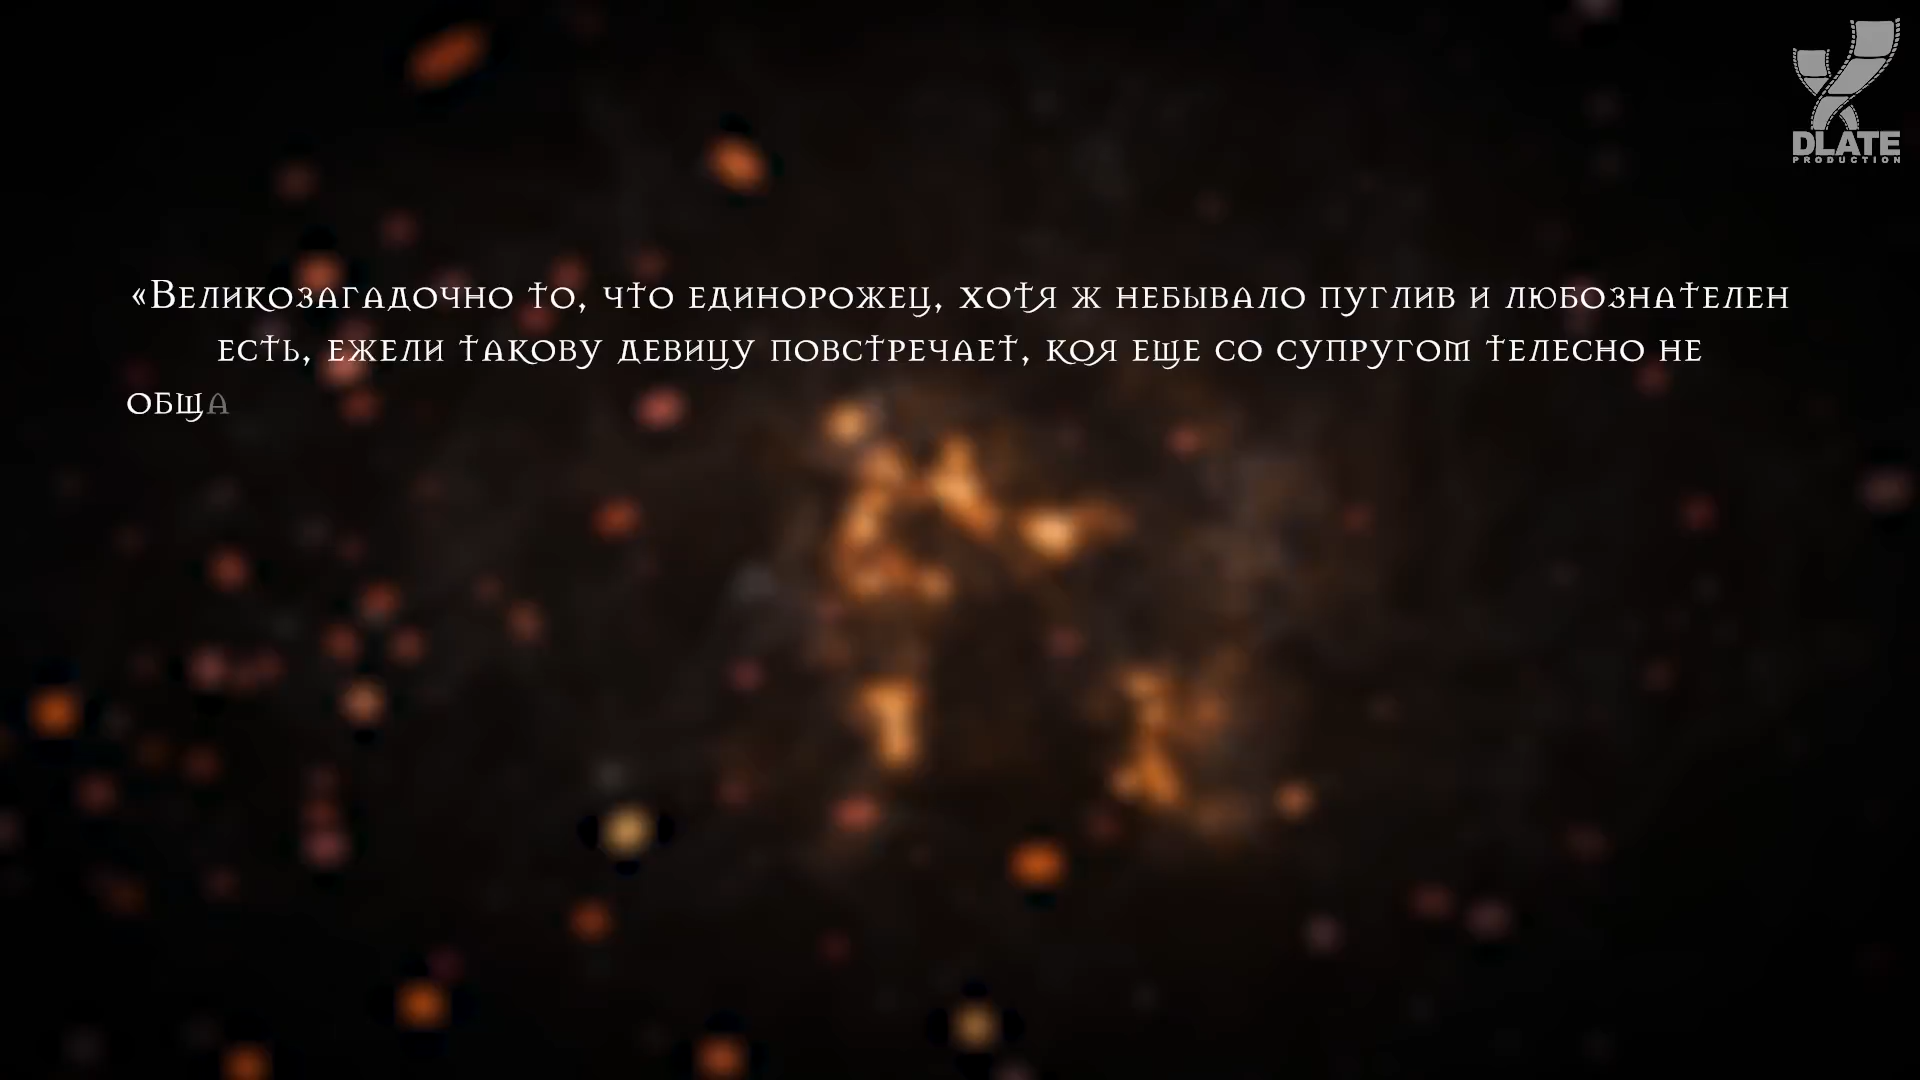 DLATE
PRODUCTION
«Великозагадочно то, что единорожец, хотя ж небывало пуглив и любознателен
есть, ежели такову девицу повстречает, коя еще со супругом телесно не
обща